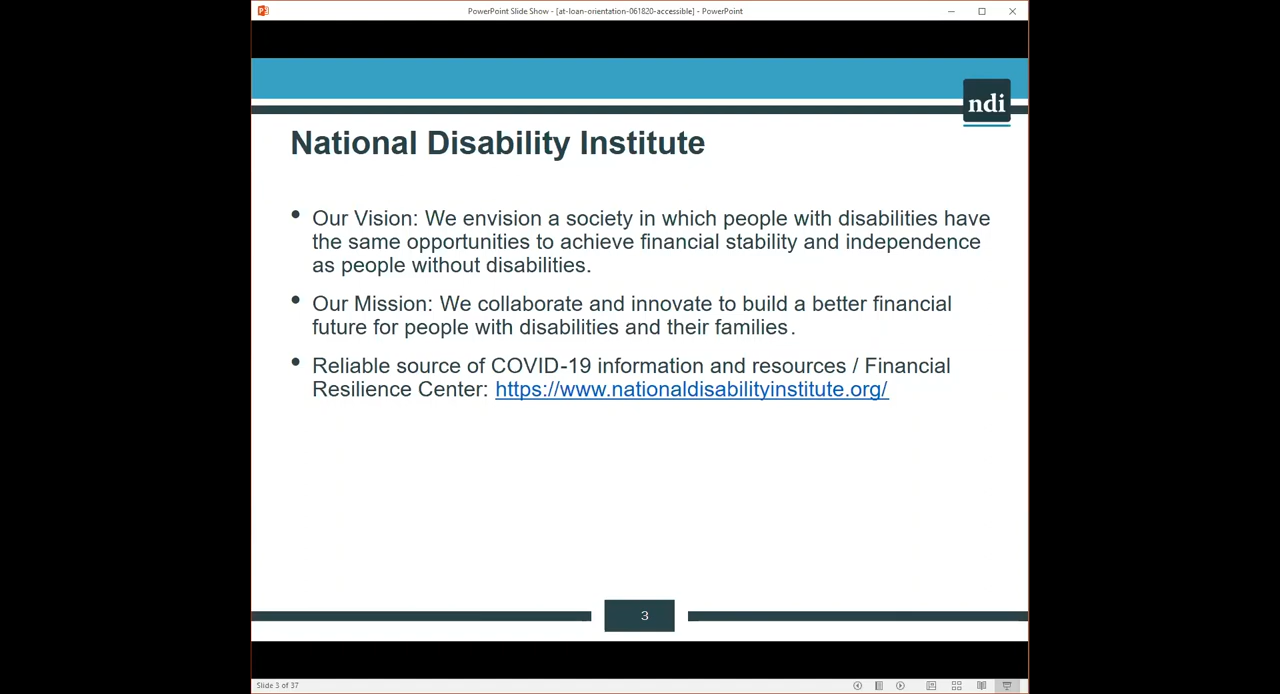 PowerPoint Slide Show - [at-loan-orientation-061820-accessible] - PowerPoint
ndi
National Disability Institute
• Our Vision: We envision a society in which people with disabilities have
the same opportunities to achieve financial stability and independence
as people without disabilities.
• Our Mission: We collaborate and innovate to build a better financial
future for people with disabilities and their families.
• Reliable source of COVID-19 information and resources / Financial
Resilience Center: https://www.nationaldisabilityinstitute.org/
3
Slide 3 of 37